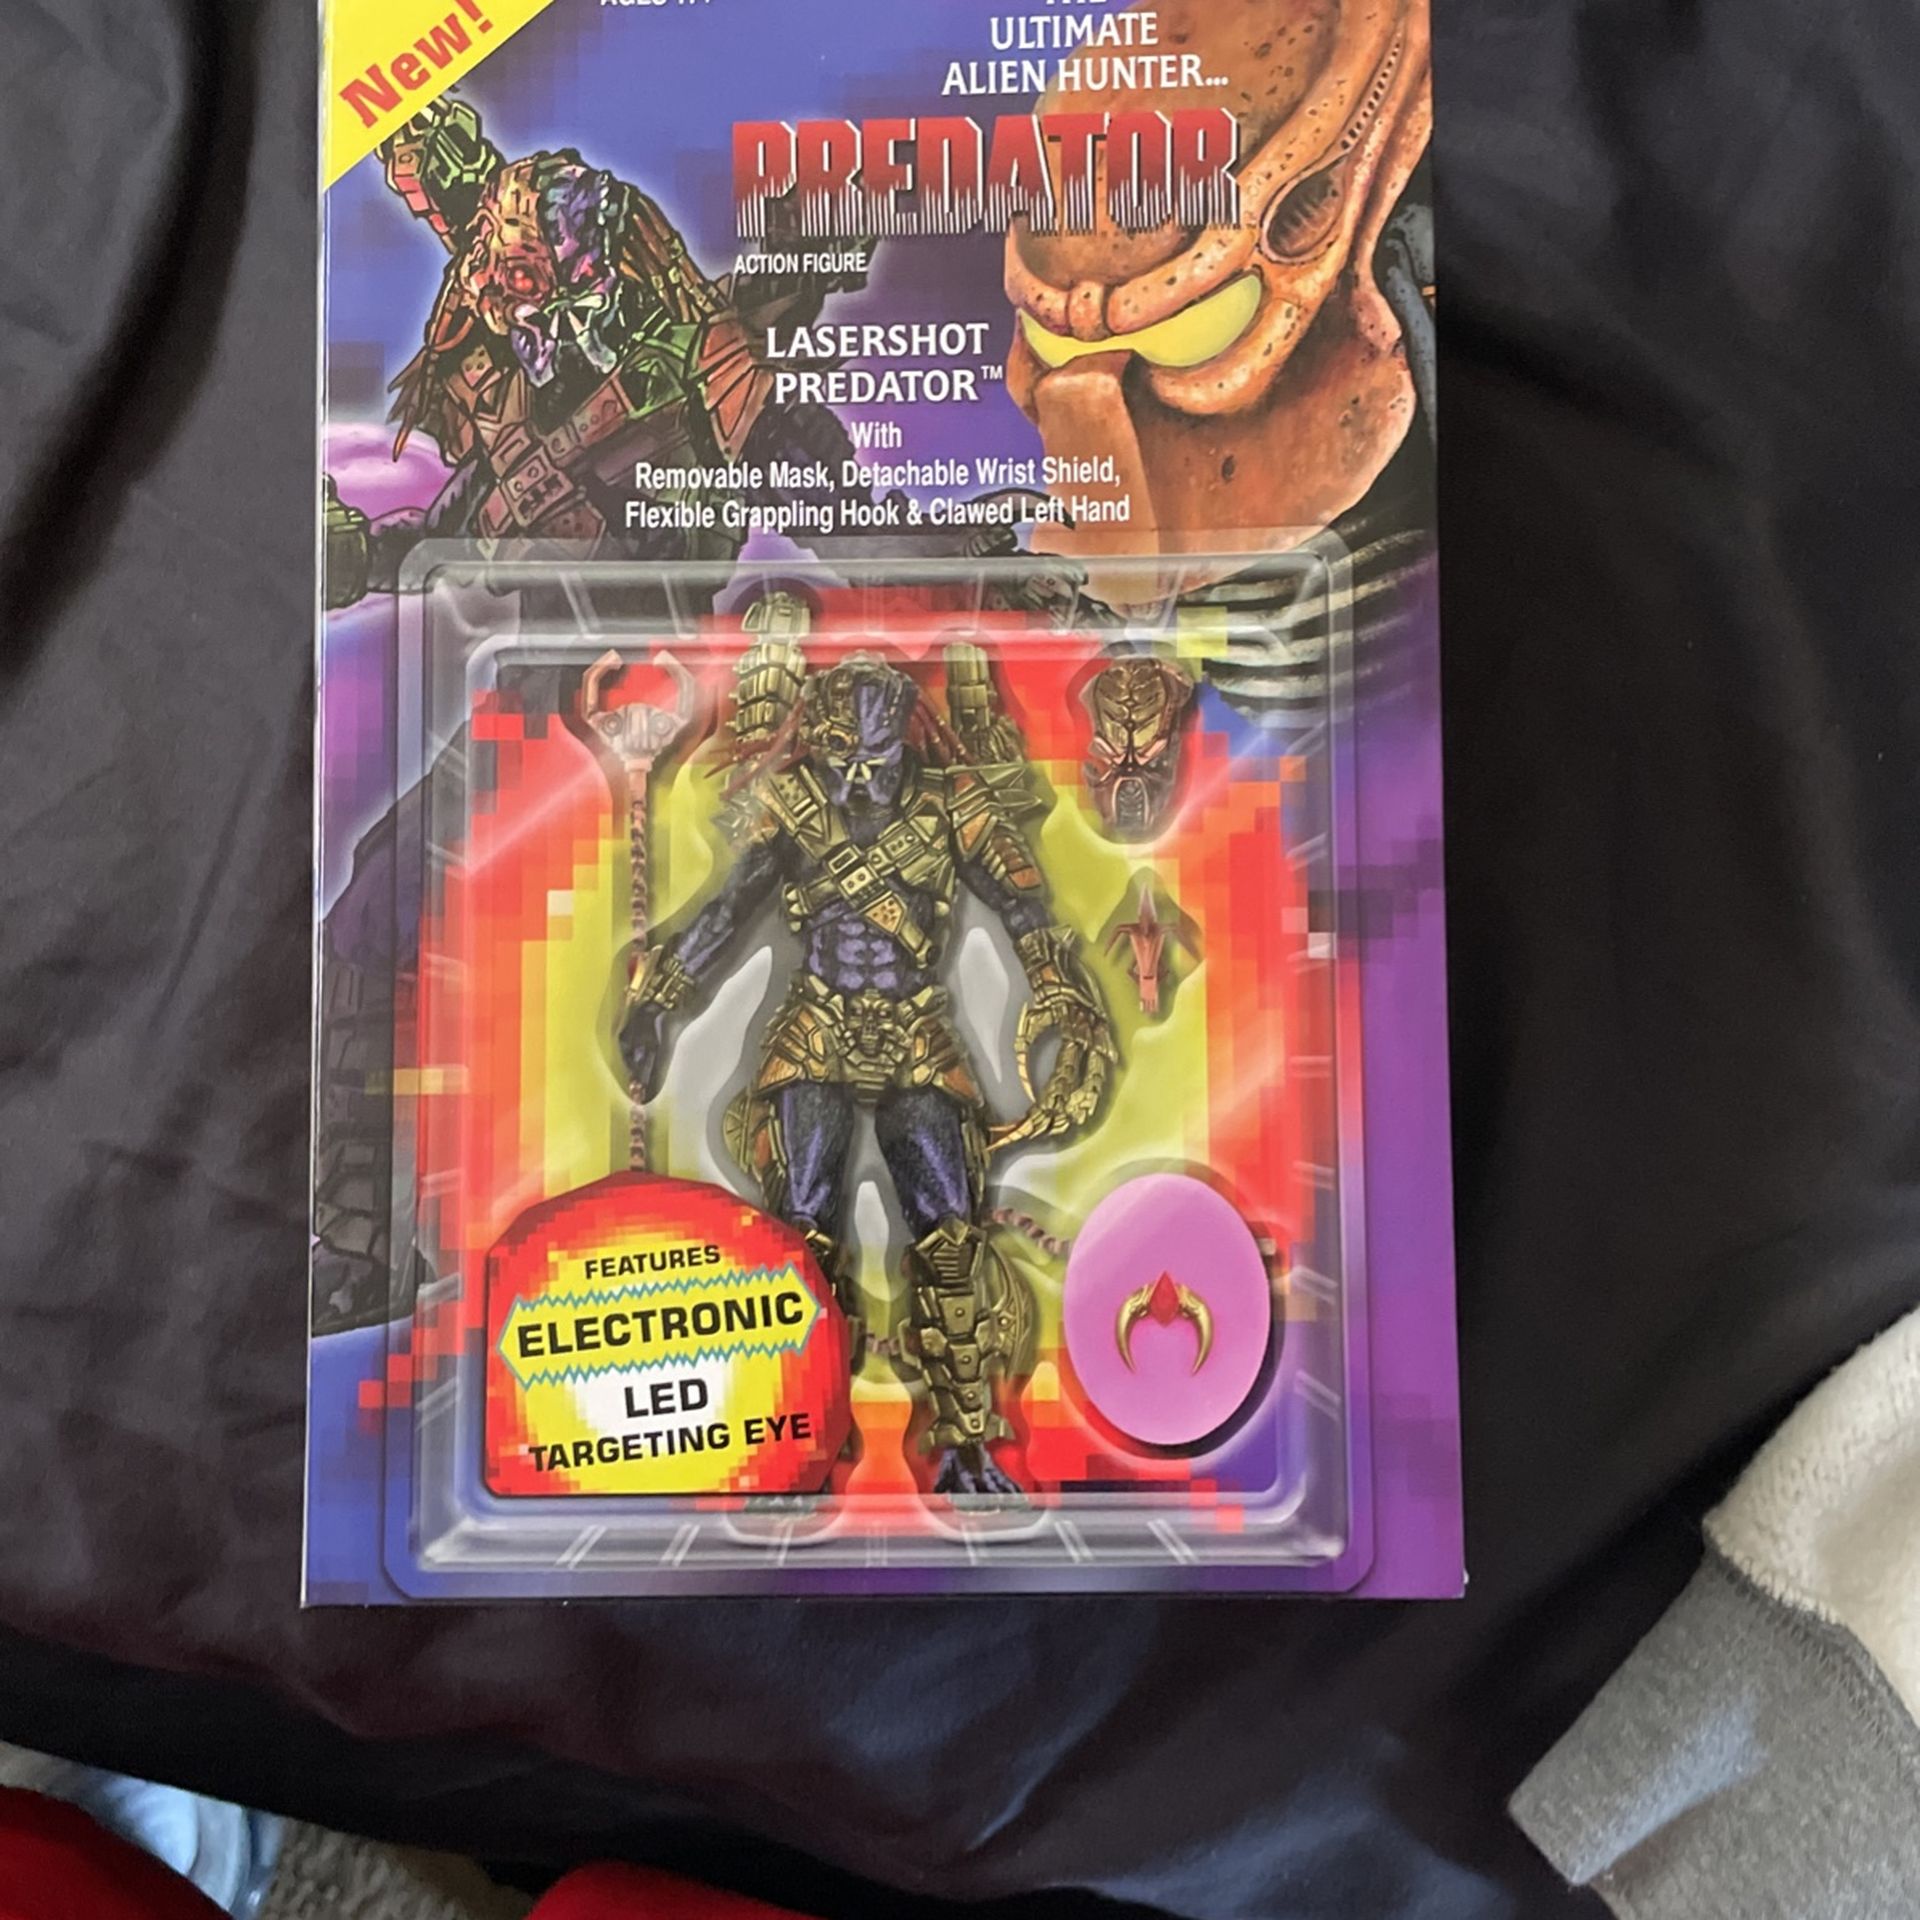 New!
ULTIMATE
ALIEN HUNTER...
PREDATOR
ACTION FIGURE
LASERSHOT
PREDATOR™
With
Removable Mask, Detachable Wrist Shield,
Flexible Grappling Hook & Clawed Left Hand
FEATURES
ELECTRONIC
LED
TARGETING EYE